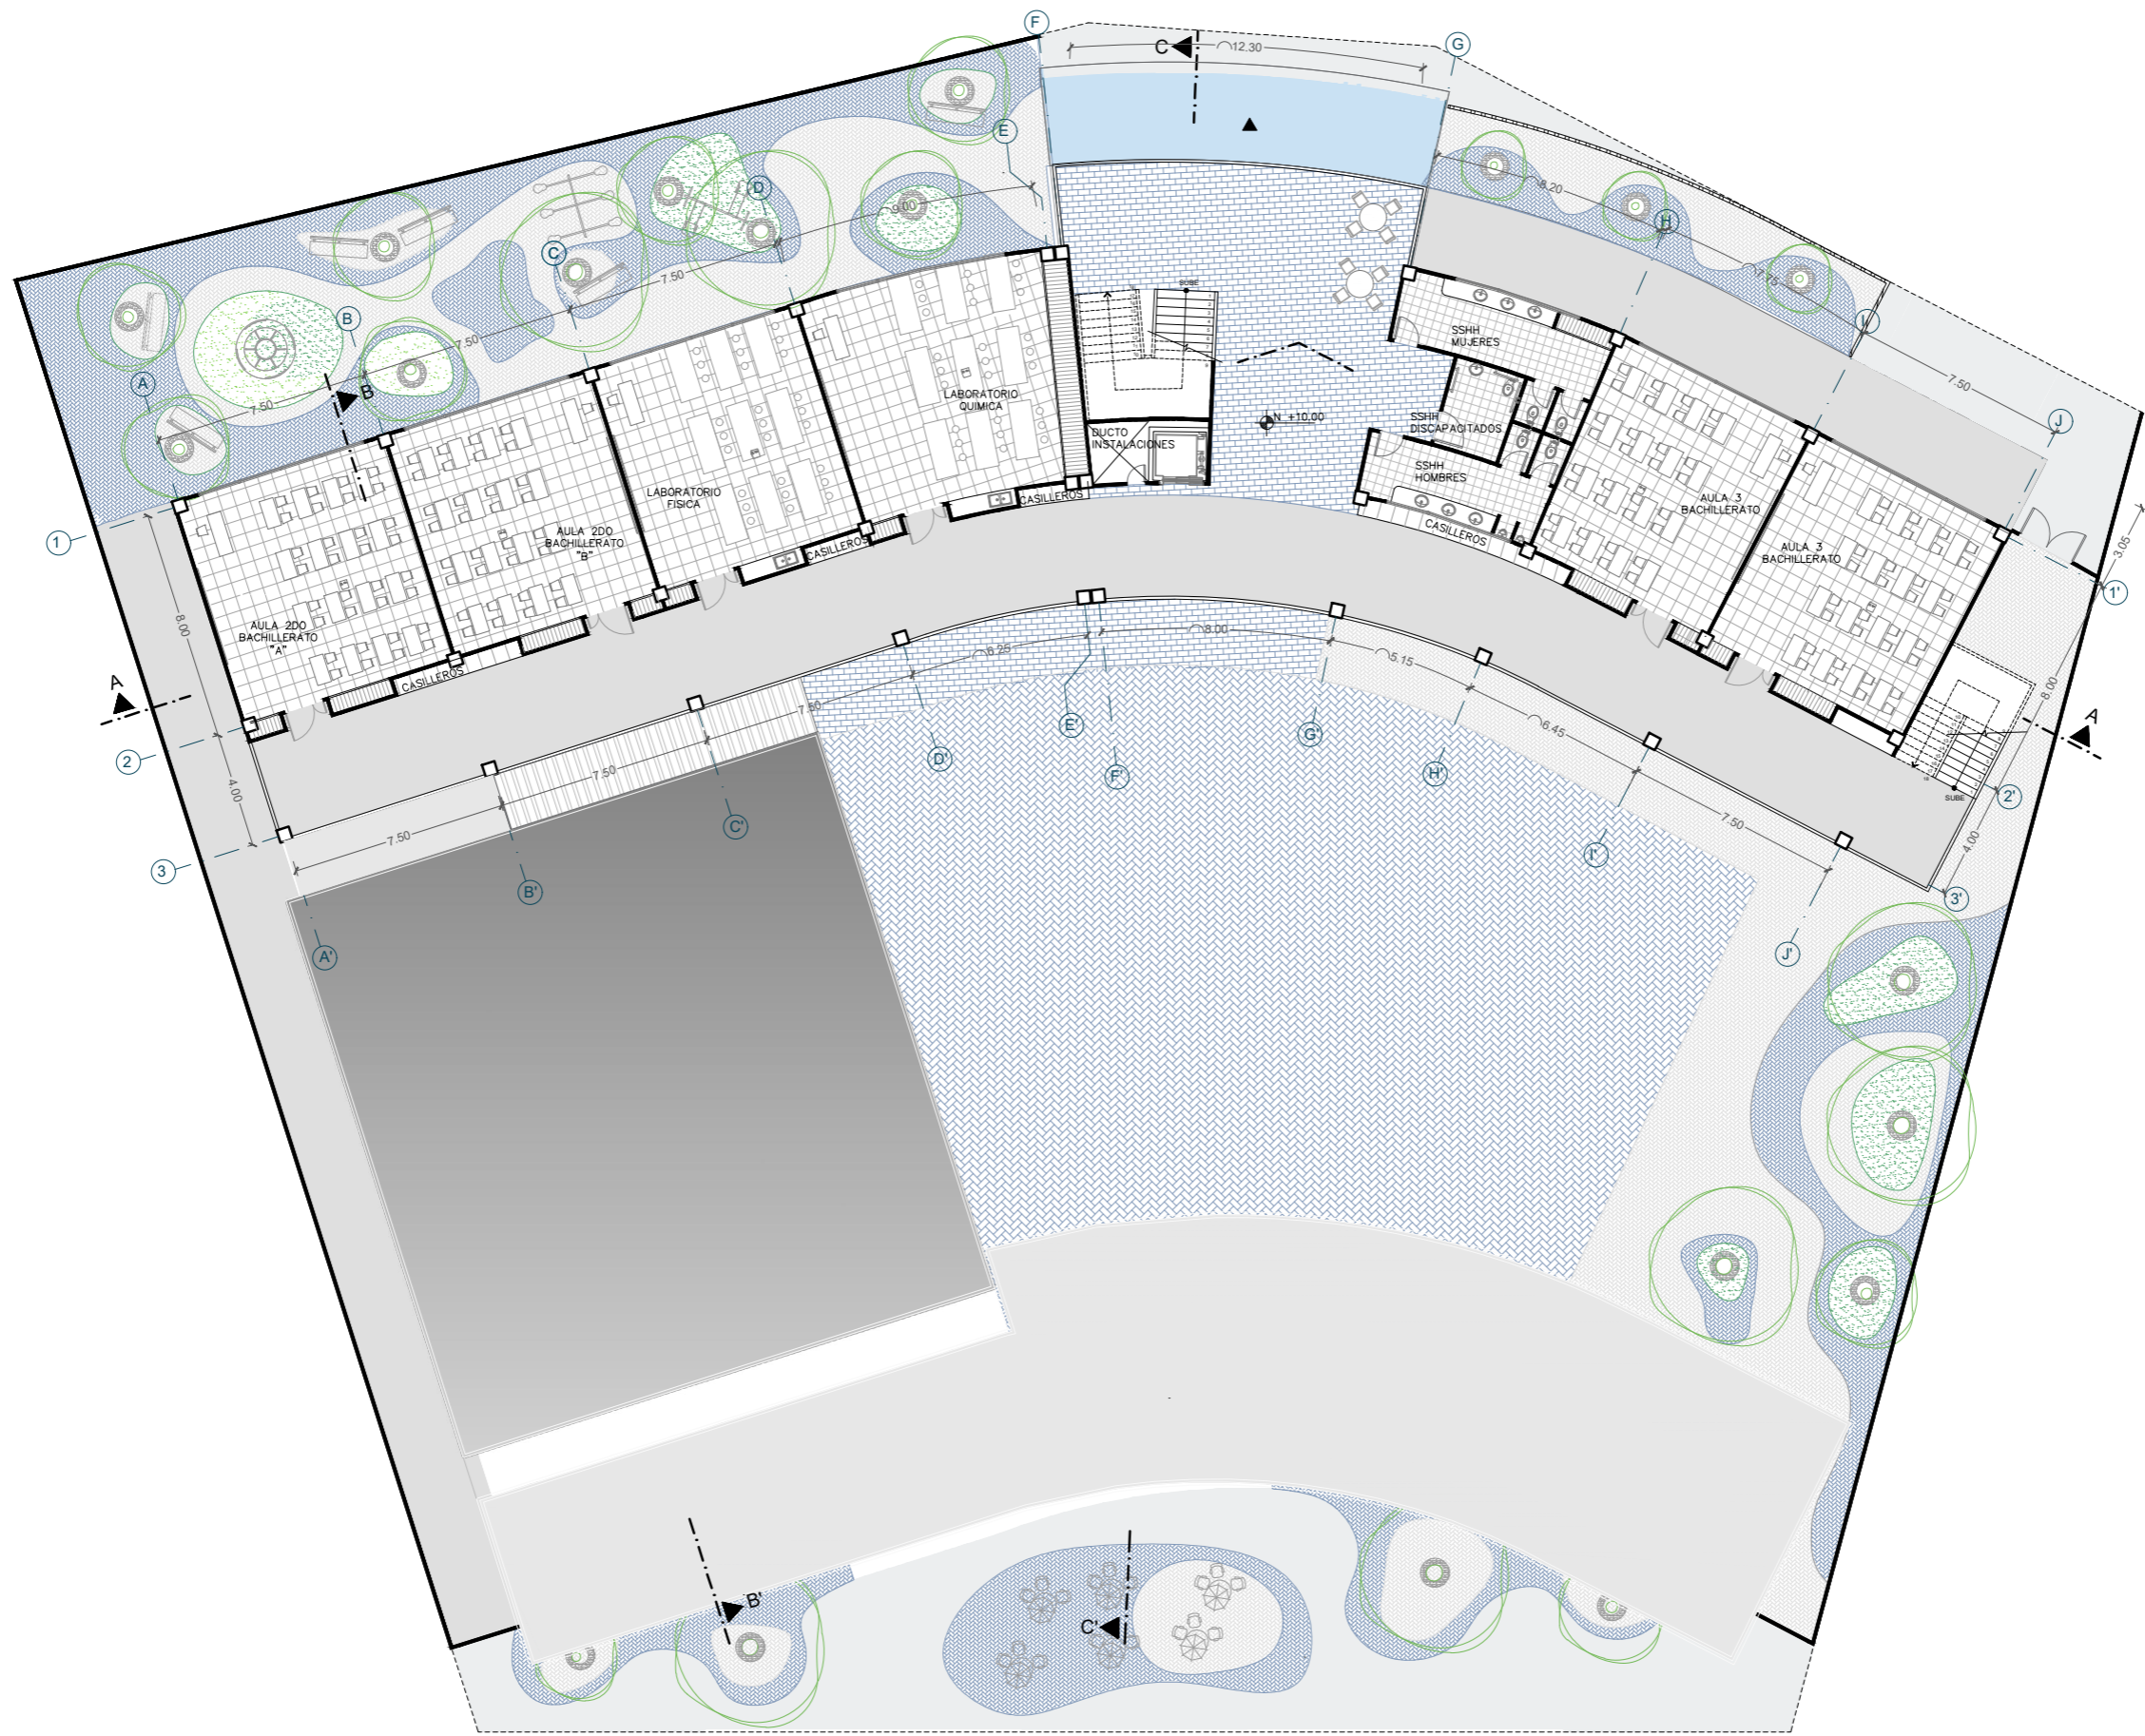 F
G
C
12.30
E
8.20
D
9.00
H
7.75
C
7.50
B
7.50
I
A
7.50
B
7.50
J
SUBE
SSHH
MUJERES
LABORATORIO
QUIMICA
N +10.00
SSHH
DISCAPACITADOS
DUCTO
INSTALACIONES
SSHH
HOMBRES
LABORATORIO
FISICA
CASILLEROS
AULA 3
BACHILLERATO
CASILLEROS
1
AULA 2DO
BACHILLERATO
"B"
CASILLEROS
AULA 3
BACHILLERATO
3.05
1'
8.00
AULA 2DO
BACHILLERATO
"A"
CASILLEROS
6.25
8.00
5.15
8.00
A
A
7.50
E'
G'
6.45
2
D'
F'
H'
SUBE
2'
4.00
7.50
7.50
7.50
C'
4.00
3
B'
I'
3'
A'
J'
B'
C'